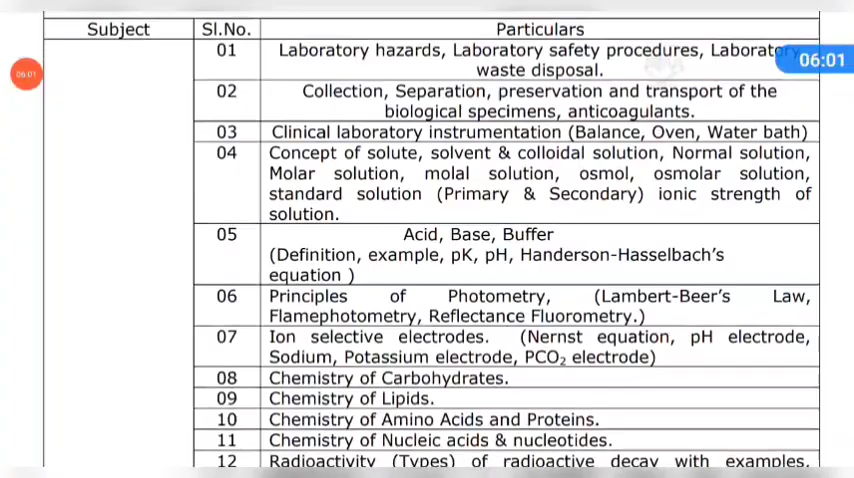 Subject Sl.No. Particulars
06:01
01 Laboratory hazards, Laboratory safety procedures, Laboratory
waste disposal.
06:01
02 Collection, Separation, preservation and transport of the
biological specimens, anticoagulants.
03 Clinical laboratory instrumentation (Balance, Oven, Water bath)
04 Concept of solute, solvent & colloidal solution, Normal solution,
Molar solution, molal solution, osmol, osmolar solution,
standard solution (Primary & Secondary) ionic strength of
solution.
05 Acid, Base, Buffer
(Definition, example, pK, pH, Handerson-Hasselbach's
equation )
06 Principles of Photometry, (Lambert-Beer's Law,
Flamephotometry, Reflectance Fluorometry.)
07 Ion selective electrodes. (Nernst equation, pH electrode,
Sodium, Potassium electrode, PCO₂ electrode)
08 Chemistry of Carbohydrates.
09 Chemistry of Lipids.
10 Chemistry of Amino Acids and Proteins.
11 Chemistry of Nucleic acids & nucleotides.
12 Radioactivity (Types) of radioactive decay with examples,